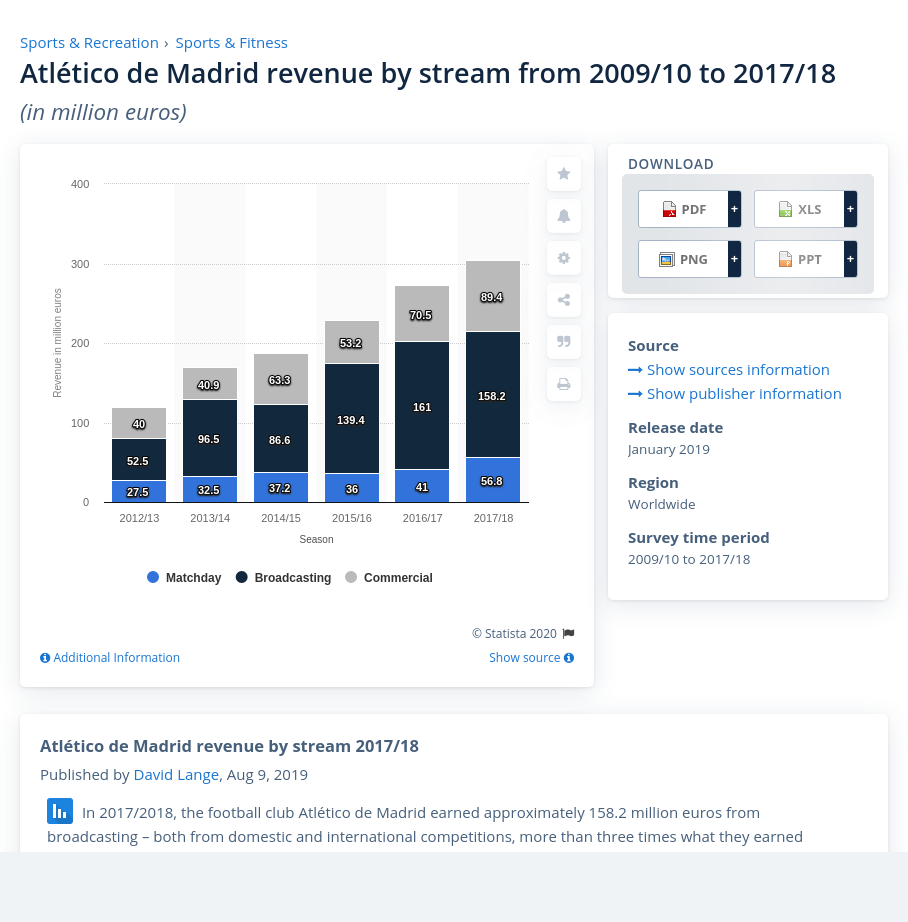 Sports & Recreation › Sports & Fitness
Atlético de Madrid revenue by stream from 2009/10 to 2017/18
(in million euros)
400
300
200
100
0
Revenue in million euros
40
52.5
27.5
40.9
96.5
32.5
63.3
86.6
37.2
53.2
139.4
36
70.5
161
41
89.4
158.2
56.8
2012/13 2013/14 2014/15 2015/16 2016/17 2017/18
Season
Matchday Broadcasting Commercial
© Statista 2020
Additional Information Show source
DOWNLOAD
PDF + XLS +
PNG + PPT +
Source
Show sources information
Show publisher information
Release date
January 2019
Region
Worldwide
Survey time period
2009/10 to 2017/18
Atlético de Madrid revenue by stream 2017/18
Published by David Lange, Aug 9, 2019
In 2017/2018, the football club Atlético de Madrid earned approximately 158.2 million euros from
broadcasting – both from domestic and international competitions, more than three times what they earned